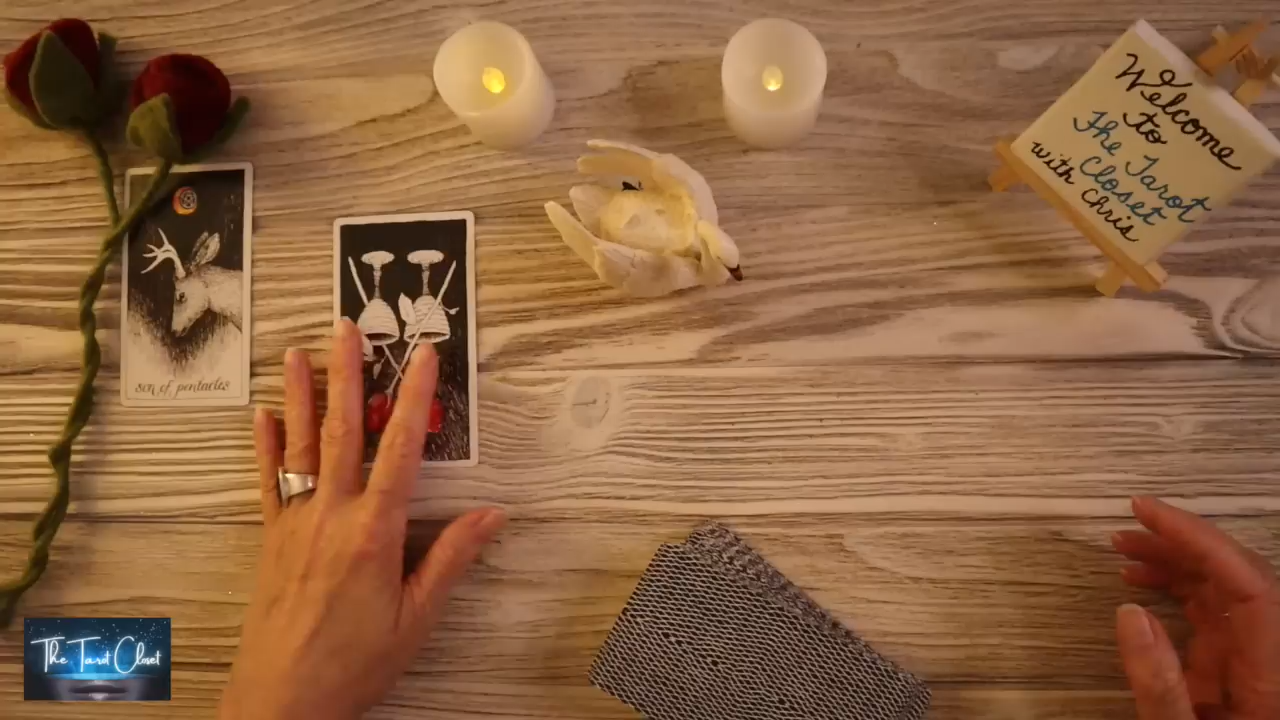 Welcome
to
The Tarot
Closet
with Chris
son of pentacles
The Tarot Closet